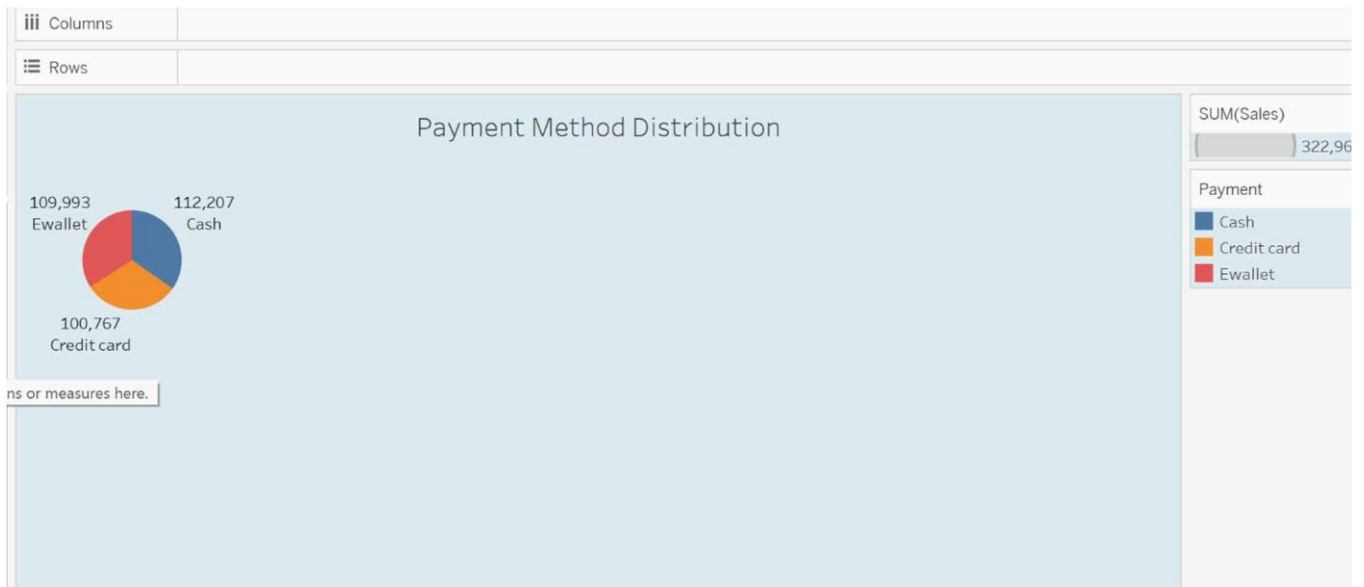 Columns
Rows
Payment Method Distribution
109,993
Ewallet
112,207
Cash
100,767
Credit card
ns or measures here.
SUM(Sales)
322,96
Payment
Cash
Credit card
Ewallet